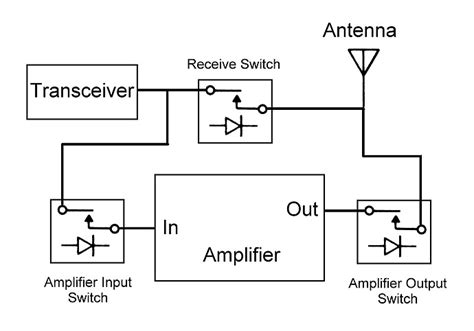 Antenna
Receive Switch
Transceiver
In
Out
Amplifier
Amplifier Input
Switch
Amplifier Output
Switch